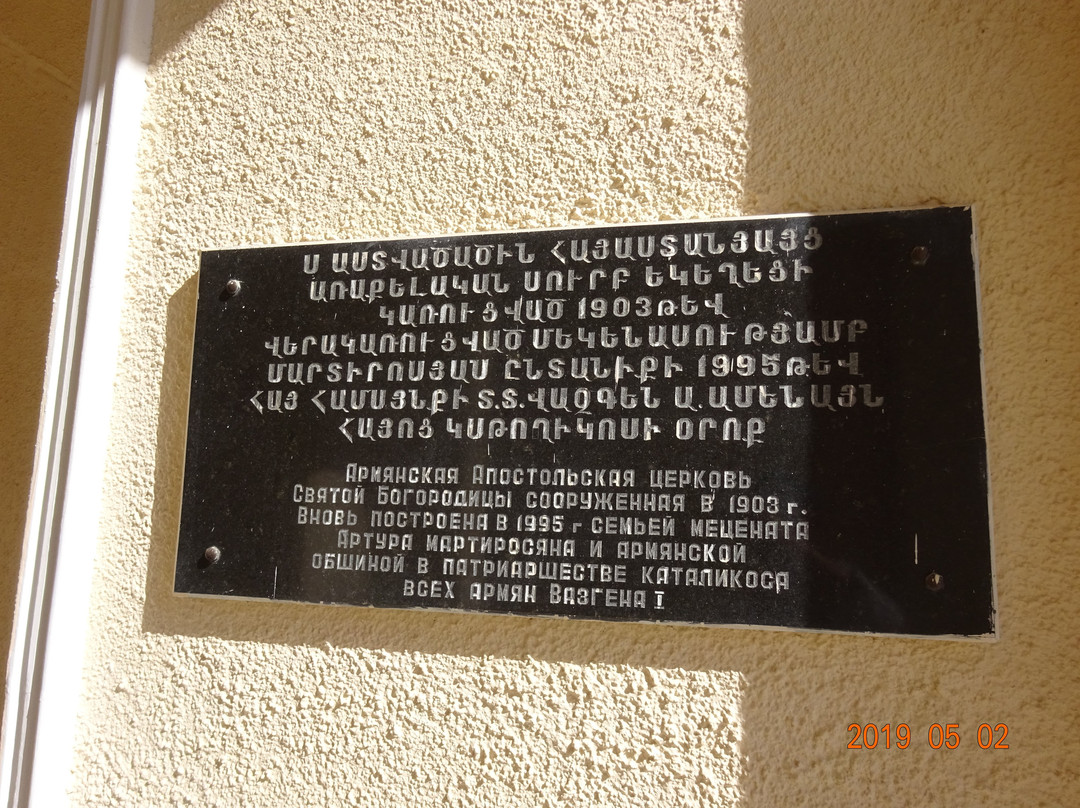 Ս ԱՍՏՎԱԾԱԾԻՆ ՀԱՅԱՍՏԱՆՅԱՅՑ
ԱՌԱՔԵԼԱԿԱՆ ՍՈՒՐԲ ԵԿԵՂԵՑԻ
ԿԱՌՈՒՑՎԱԾ 1903ԹԵՎ
ՎԵՐԱԿԱՌՈՒՑՎԱԾ ՄԵԿԵՆԱՍՈՒԹՅԱՄԲ
ՄԱՐՏԻՐՈՍՅԱՆ ԸՆՏԱՆԻՔԻ 1995ԹԵՎ
ՀԱՅ ՀԱՄԱՅՆՔԻ Տ.Տ.ՎԱԶԳԵՆ Ա.ԱՄԵՆԱՅՆ
ՀԱՅՈՑ ԿԱԹՈՂԻԿՈՍԻ ՕՐՈՔ
Армянская Апостольская церковь
Святой Богородицы сооруженная в 1903 г.
Вновь построена в 1995 г семьей мецената
Артура мартиросяна и армянской
общиной в патриаршестве каталикоса
всех армян Вазгена I
2019 05 02